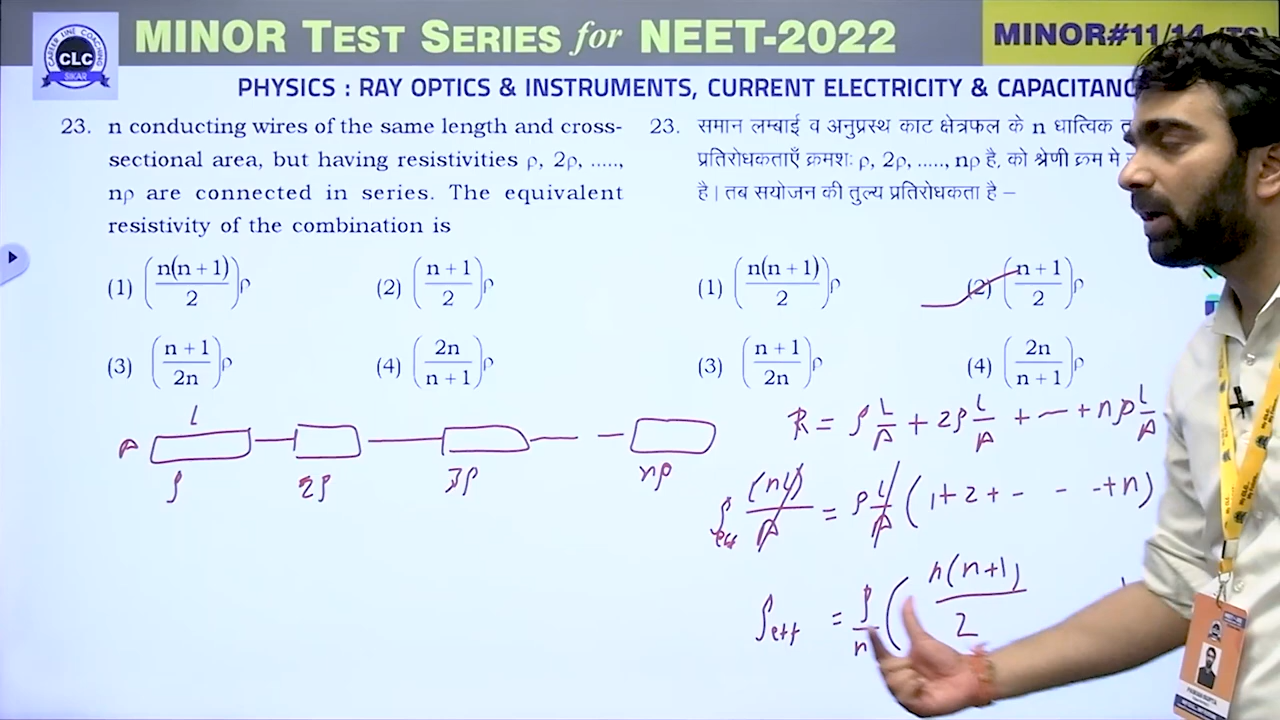 CAREER LINE COACHING
CLC
SIKAR
MINOR TEST SERIES for NEET-2022
MINOR#11/14 (TS)
PHYSICS : RAY OPTICS & INSTRUMENTS, CURRENT ELECTRICITY & CAPACITANC
23. n conducting wires of the same length and cross-
sectional area, but having resistivities ρ, 2ρ, .....,
nρ are connected in series. The equivalent
resistivity of the combination is
(1) (n(n + 1)/2)ρ (2) (n + 1/2)ρ
(3) (n + 1/2n)ρ (4) (2n/n + 1)ρ
23. समान लम्बाई व अनुप्रस्थ काट क्षेत्रफल के n धात्विक
प्रतिरोधकताएँ क्रमशः ρ, 2ρ, ....., nρ है, को श्रेणी क्रम मे
है। तब सयोजन की तुल्य प्रतिरोधकता है –
(1) (n(n + 1)/2)ρ (2) (n + 1/2)ρ
(3) (n + 1/2n)ρ (4) (2n/n + 1)ρ
L
A
ρ 2ρ 3ρ nρ
R = ρ L/A + 2ρ L/A + --- + nρ L/A
ρeff (nL)/A = ρ L/A (1+2+- - -+n)
ρeff = ρ/n ( n(n+1)/2